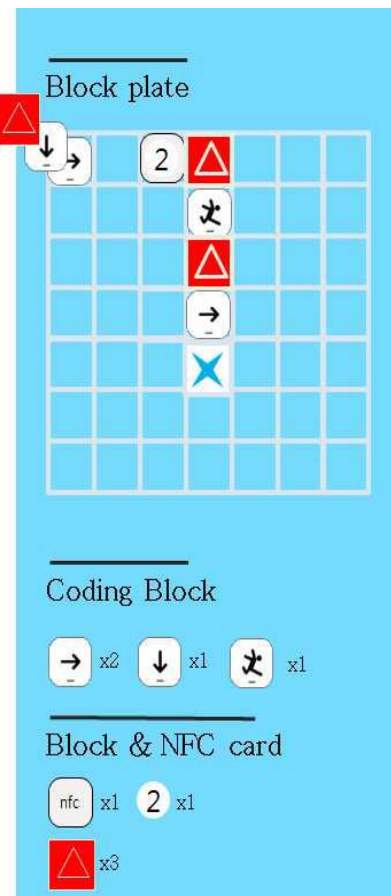 Block plate
2
Coding Block
x2 x1 x1
Block & NFC card
nfc x1 2 x1
x3